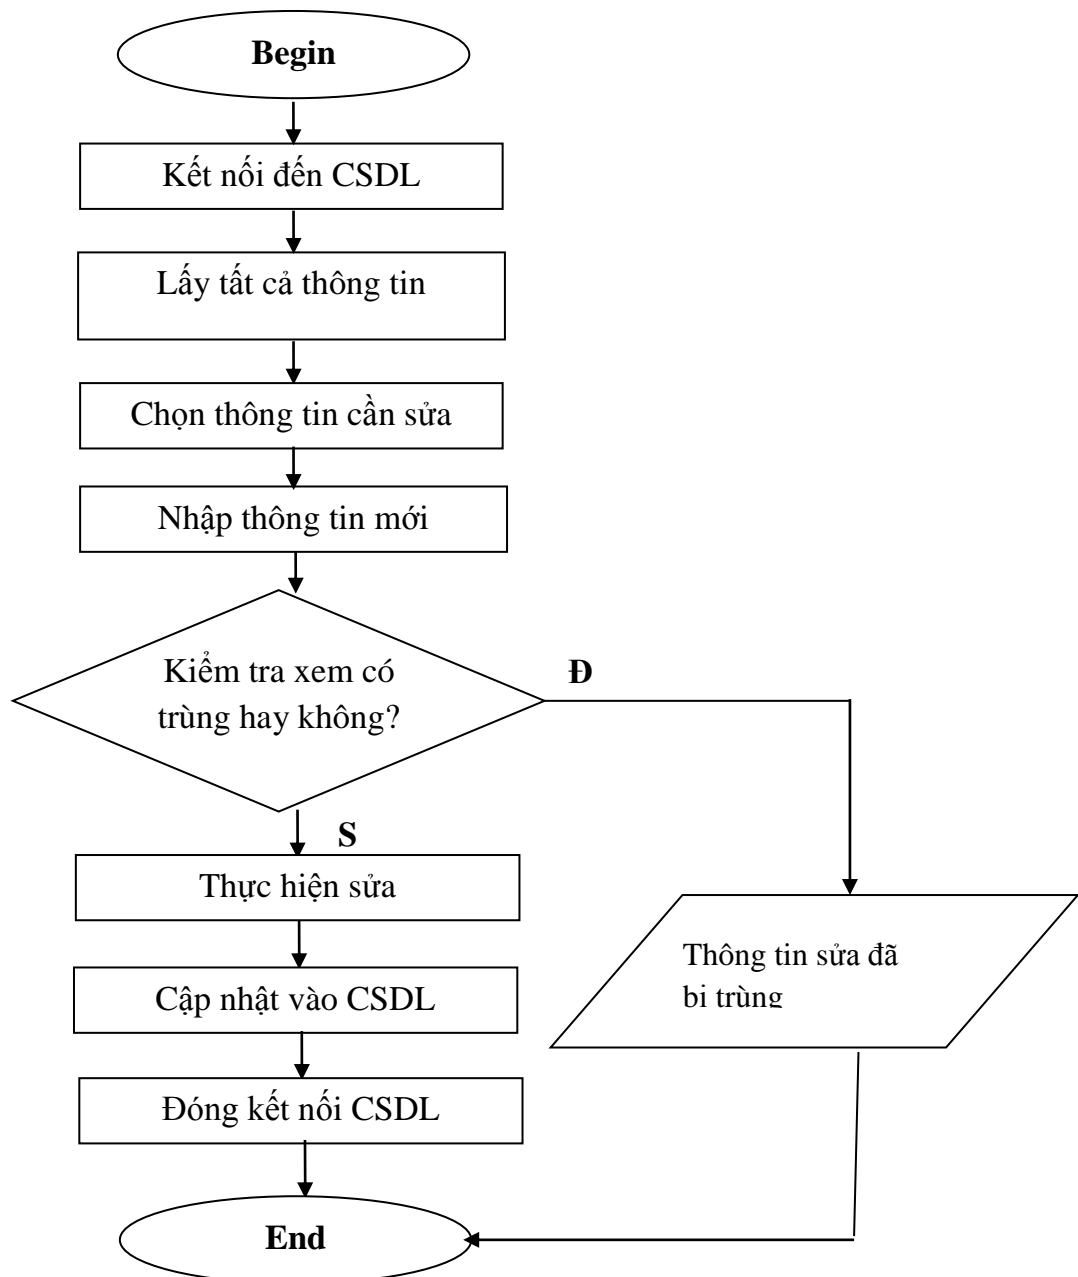 Begin
Kết nối đến CSDL
Lấy tất cả thông tin
Chọn thông tin cần sửa
Nhập thông tin mới
Kiểm tra xem có
trùng hay không?
Đ
S
Thực hiện sửa
Thông tin sửa đã
bị trùng
Cập nhật vào CSDL
Đóng kết nối CSDL
End